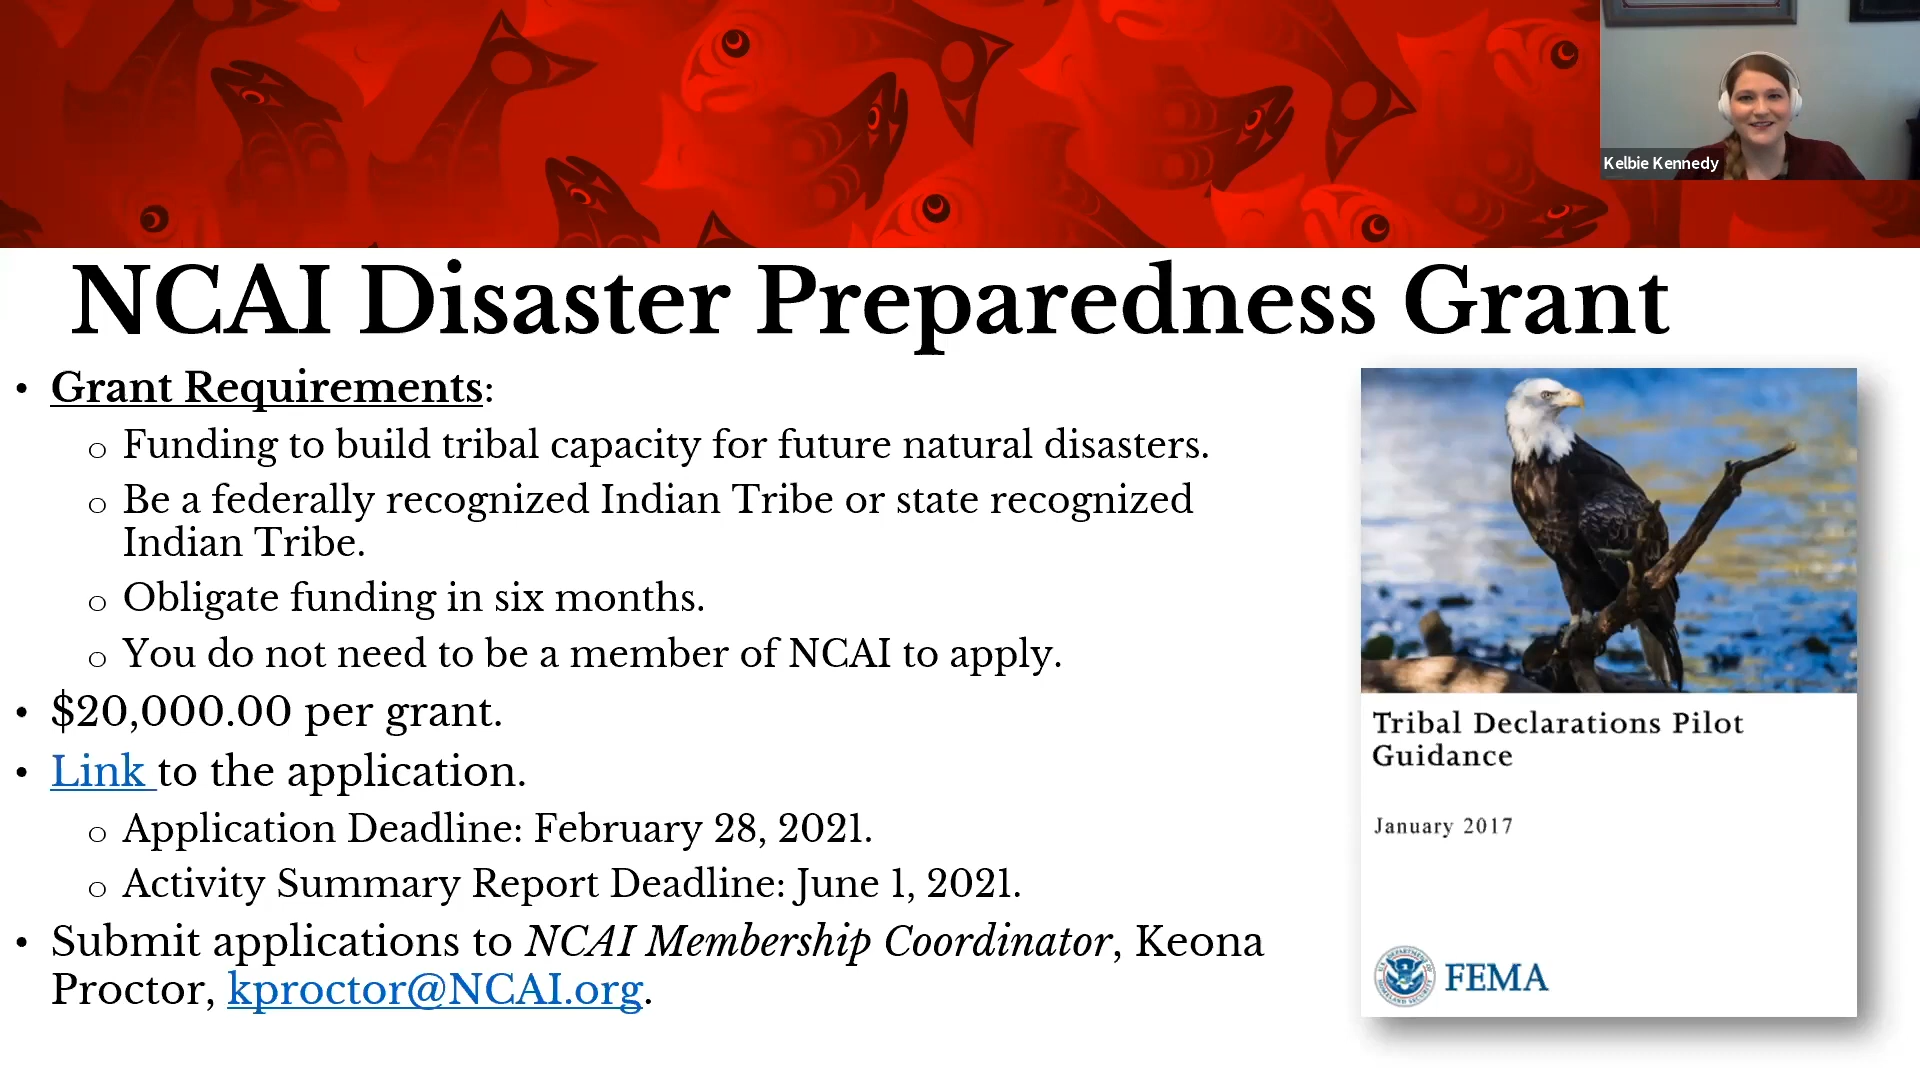 Kelbie Kennedy
NCAI Disaster Preparedness Grant
• Grant Requirements:
o Funding to build tribal capacity for future natural disasters.
o Be a federally recognized Indian Tribe or state recognized
Indian Tribe.
o Obligate funding in six months.
o You do not need to be a member of NCAI to apply.
• $20,000.00 per grant.
• Link to the application.
o Application Deadline: February 28, 2021.
o Activity Summary Report Deadline: June 1, 2021.
• Submit applications to NCAI Membership Coordinator, Keona
Proctor, kproctor@NCAI.org.
Tribal Declarations Pilot
Guidance
January 2017
FEMA